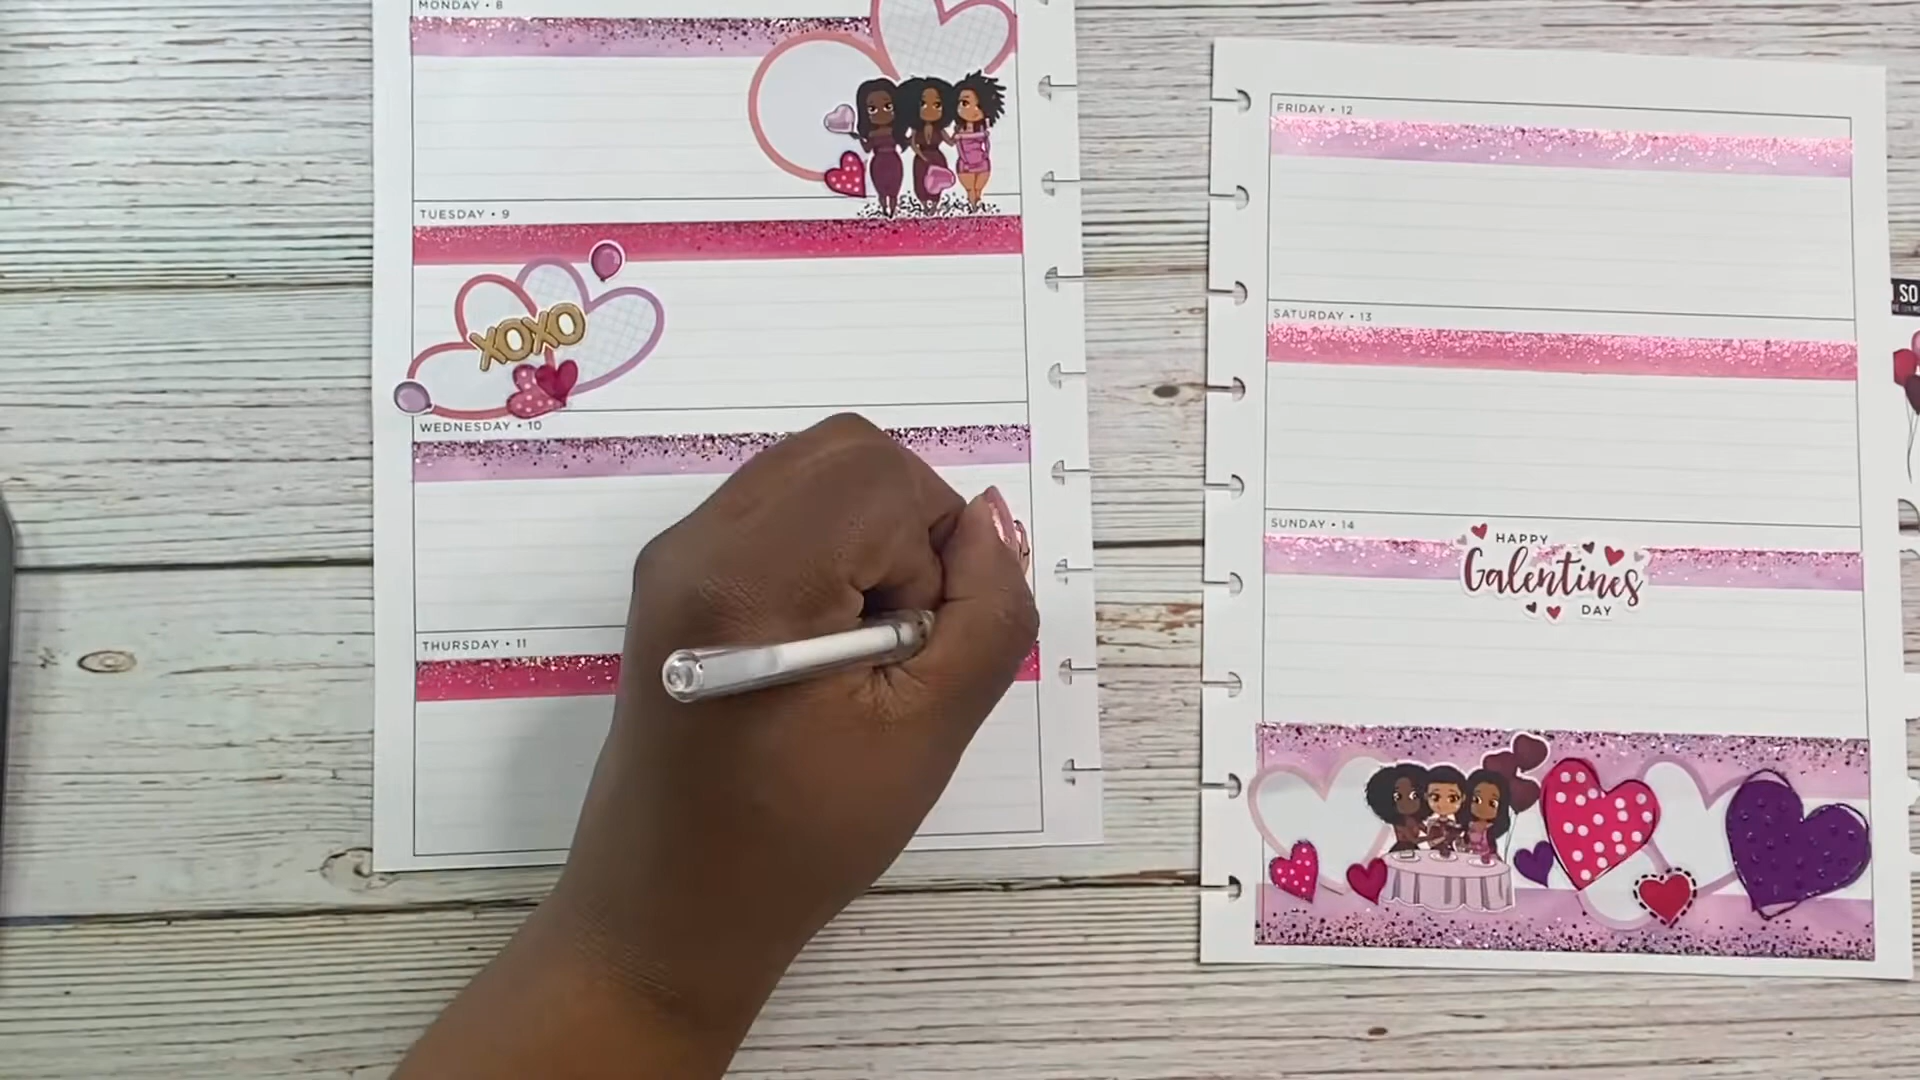 MONDAY • 8
TUESDAY • 9
XOXO
WEDNESDAY • 10
THURSDAY • 11
FRIDAY • 12
SATURDAY • 13
SUNDAY • 14
HAPPY
Galentines
DAY
SO